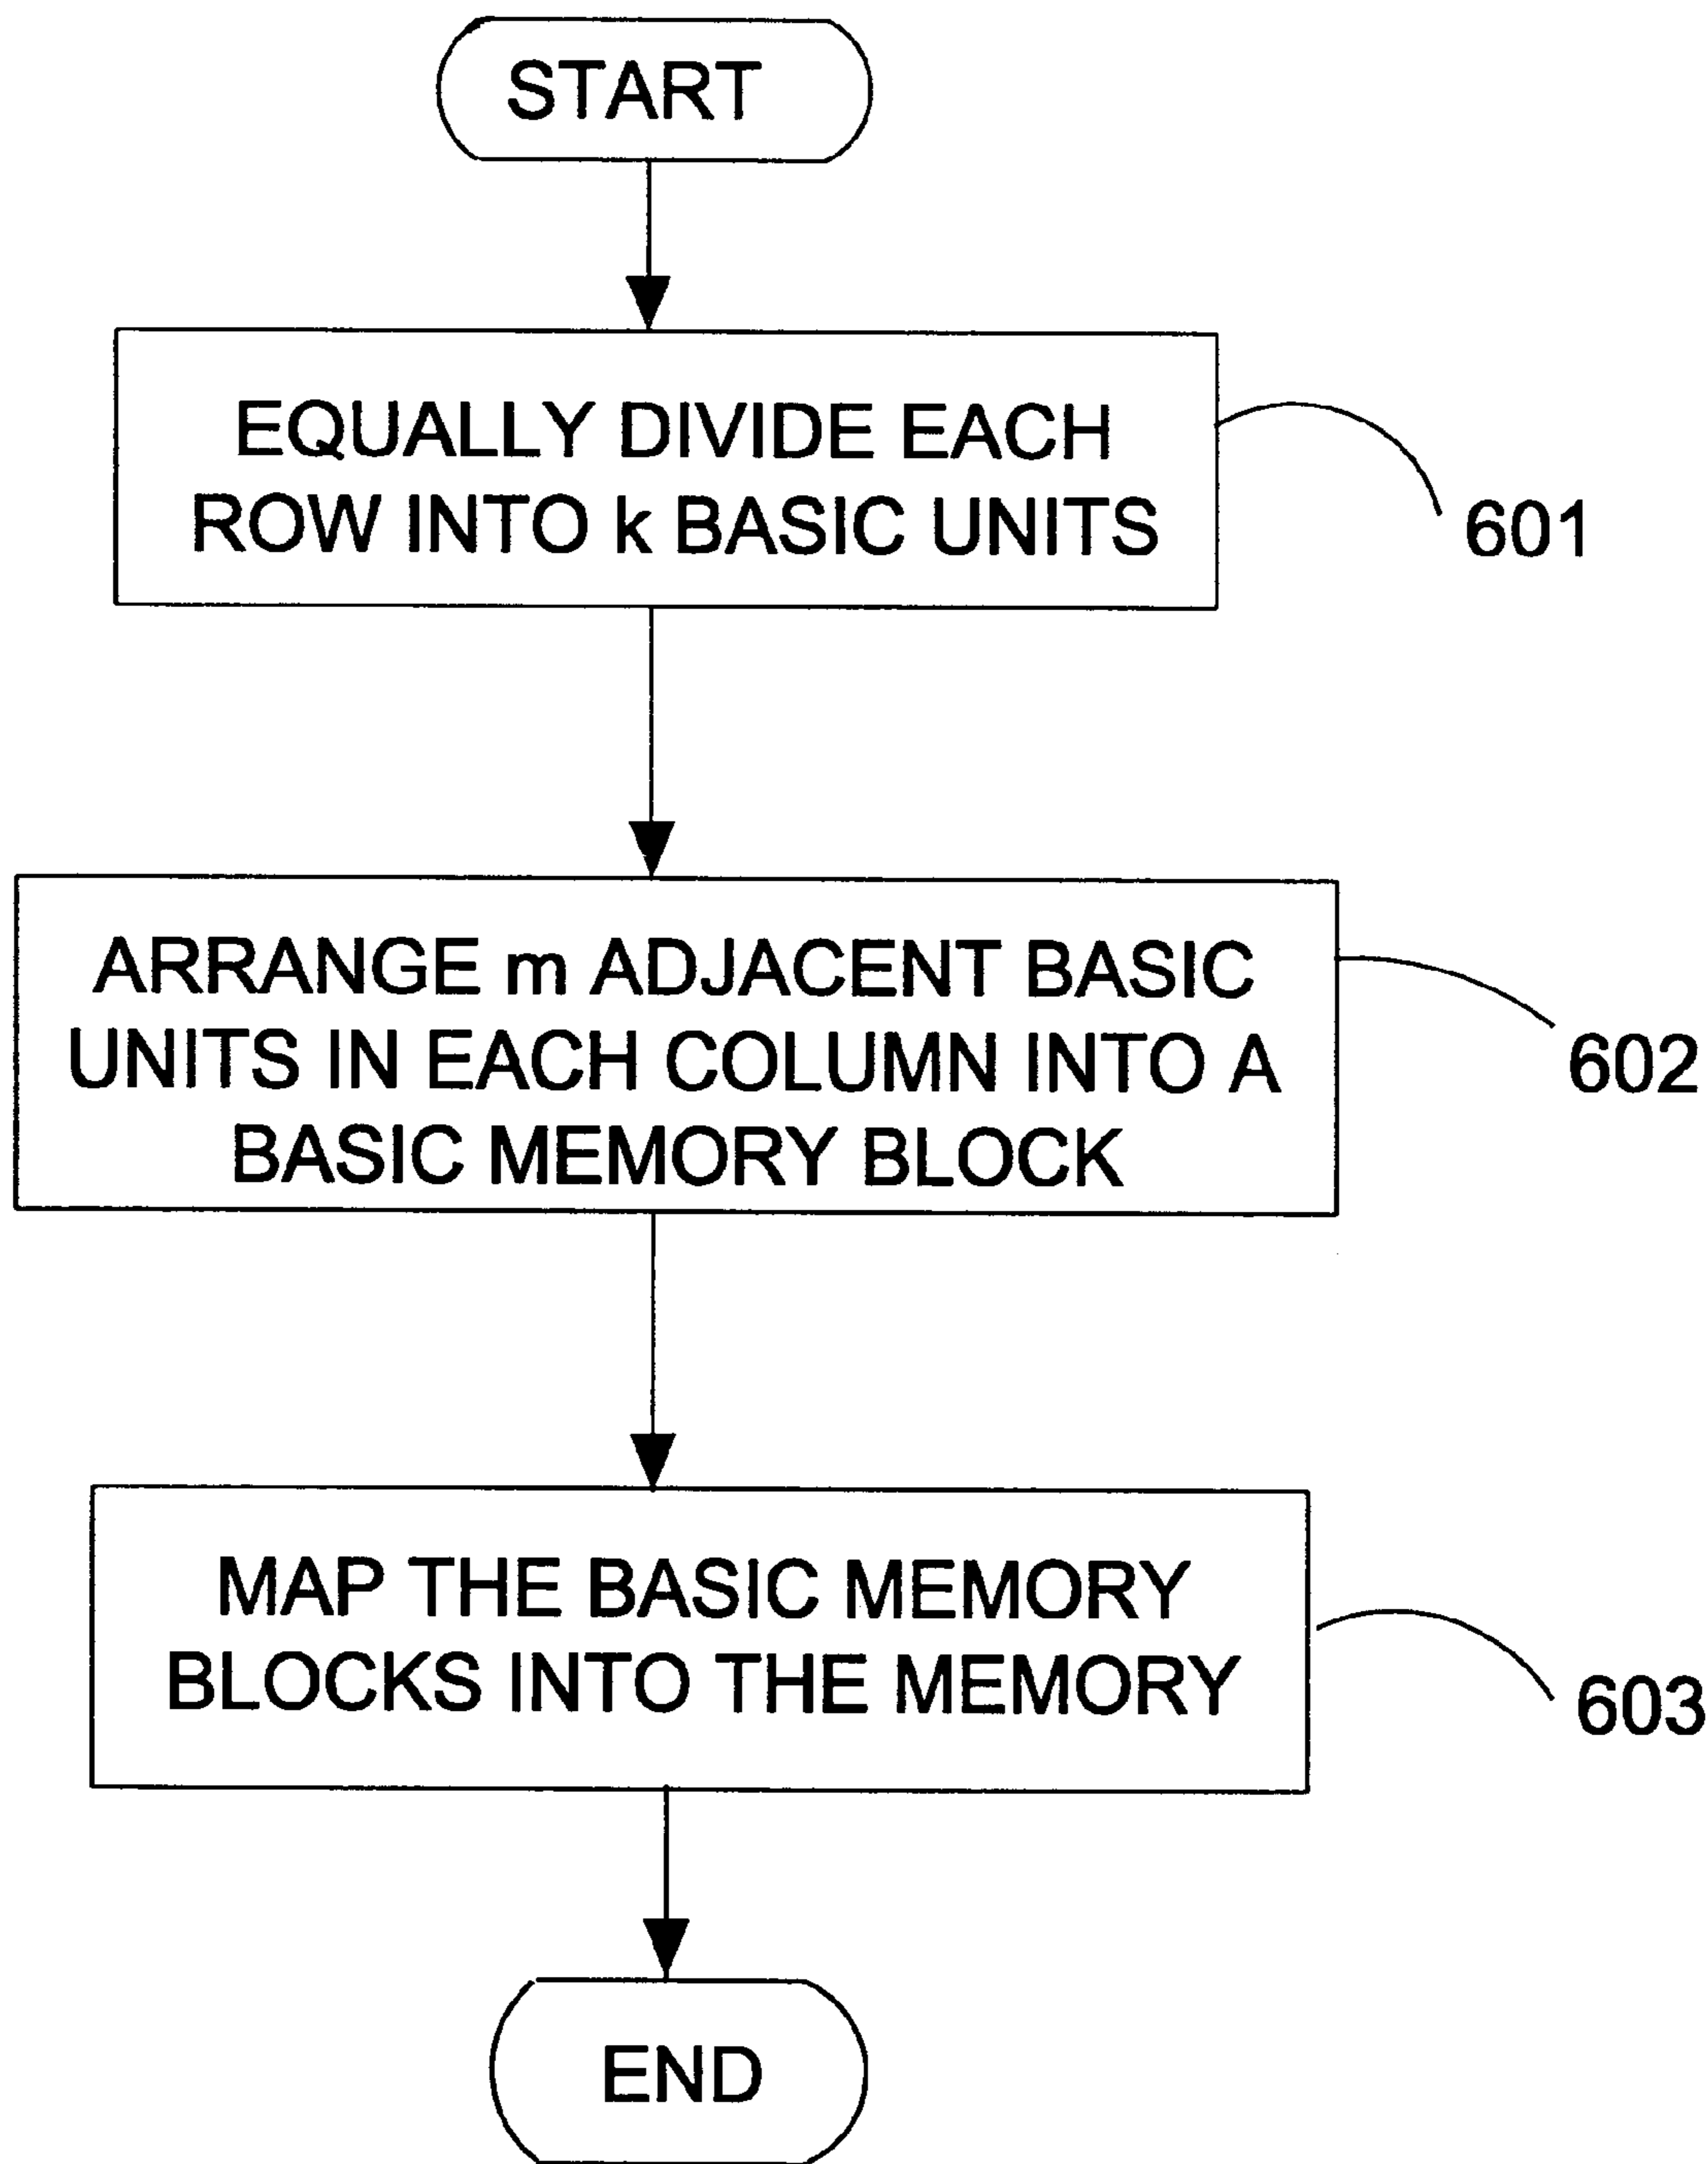 START
EQUALLY DIVIDE EACH
ROW INTO k BASIC UNITS
601
ARRANGE m ADJACENT BASIC
UNITS IN EACH COLUMN INTO A
BASIC MEMORY BLOCK
602
MAP THE BASIC MEMORY
BLOCKS INTO THE MEMORY
603
END